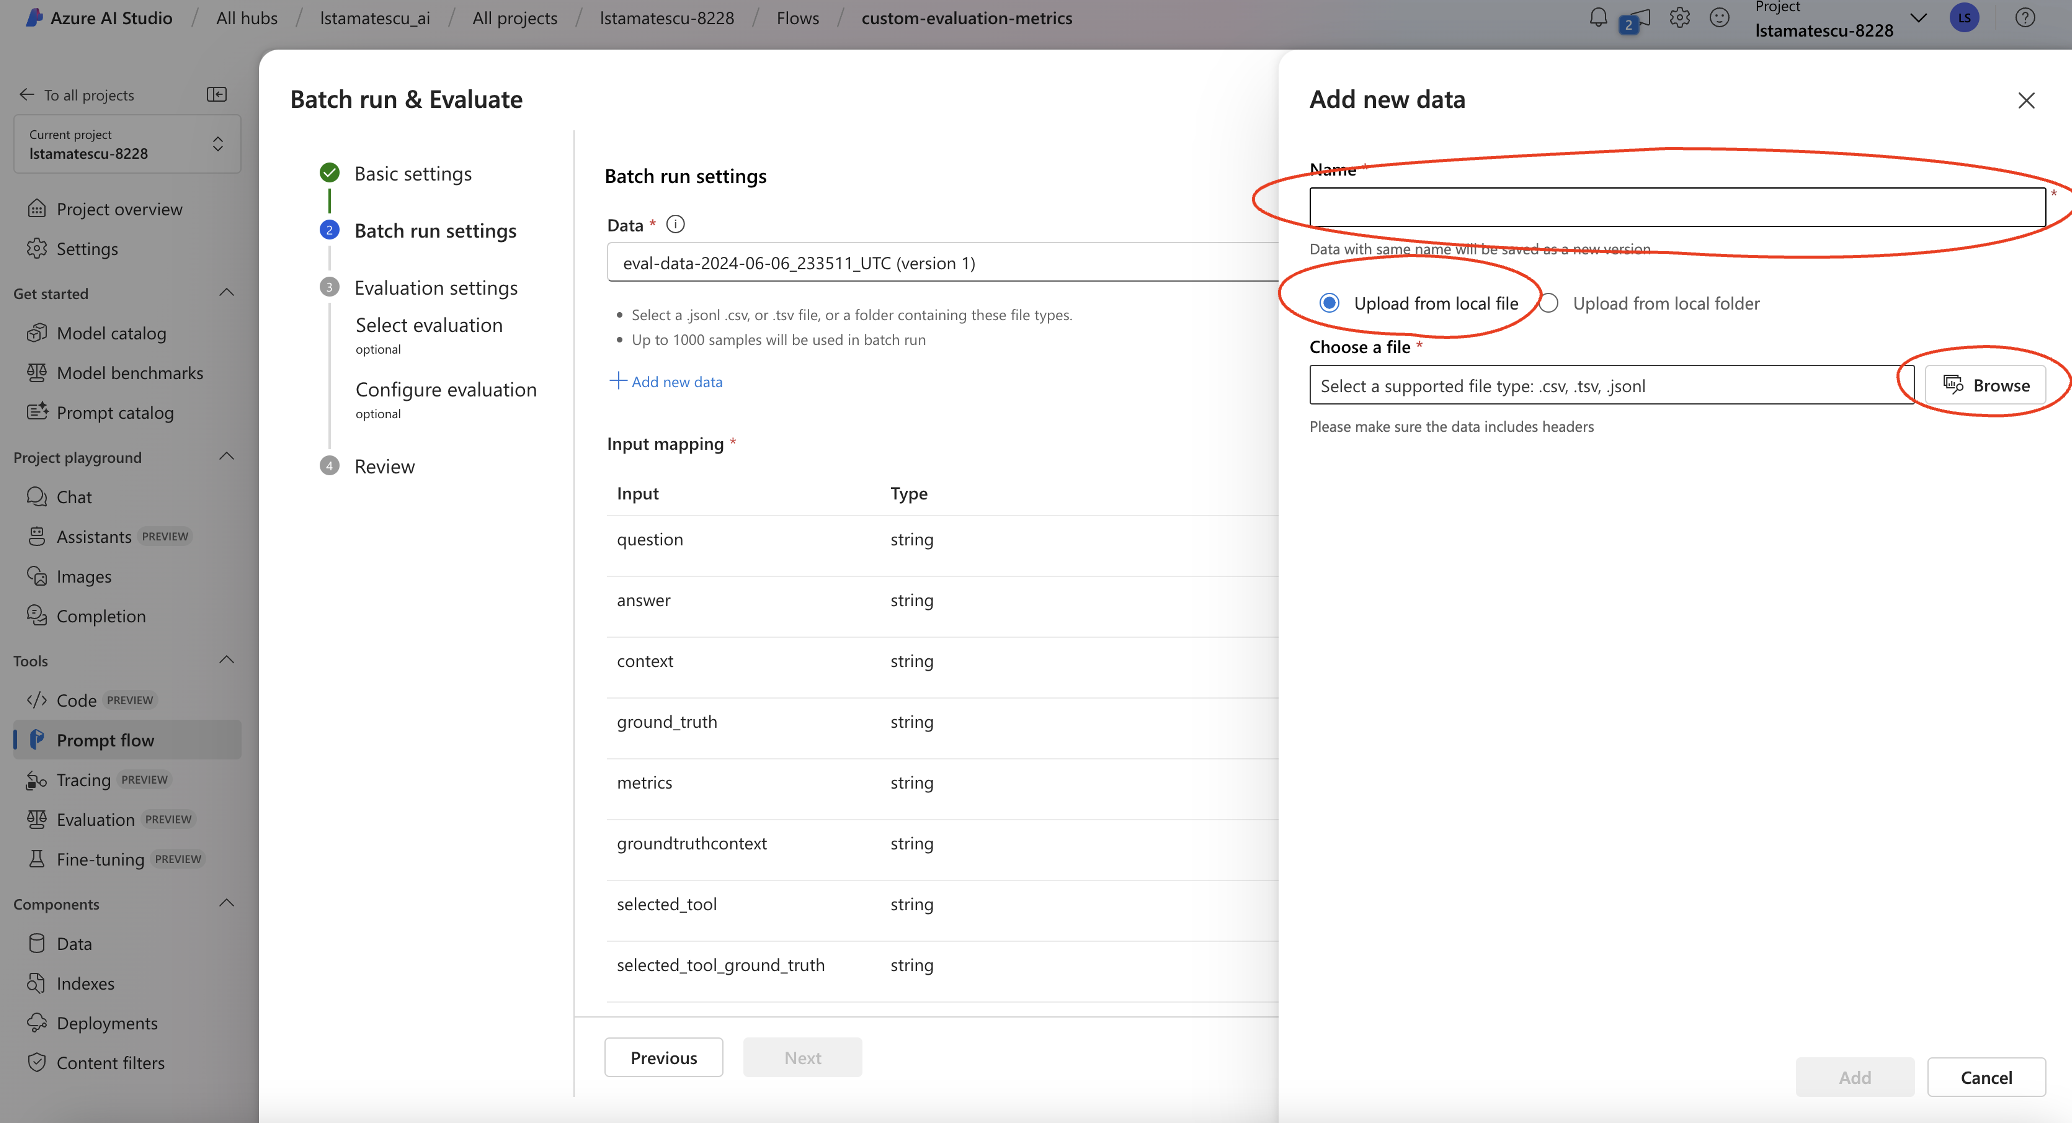 Azure AI Studio / All hubs / lstamatescu_ai / All projects / lstamatescu-8228 / Flows / custom-evaluation-metrics
2
Project
lstamatescu-8228
LS
To all projects
Current project
lstamatescu-8228
Project overview
Settings
Get started
Model catalog
Model benchmarks
Prompt catalog
Project playground
Chat
Assistants PREVIEW
Images
Completion
Tools
Code PREVIEW
Prompt flow
Tracing PREVIEW
Evaluation PREVIEW
Fine-tuning PREVIEW
Components
Data
Indexes
Deployments
Content filters
Batch run & Evaluate
Basic settings
2 Batch run settings
3 Evaluation settings
Select evaluation
optional
Configure evaluation
optional
4 Review
Batch run settings
Data *
eval-data-2024-06-06_233511_UTC (version 1)
• Select a .jsonl .csv, or .tsv file, or a folder containing these file types.
• Up to 1000 samples will be used in batch run
+ Add new data
Input mapping *
Input Type
question string
answer string
context string
ground_truth string
metrics string
groundtruthcontext string
selected_tool string
selected_tool_ground_truth string
Previous Next
Add new data
Name *
*
Data with same name will be saved as a new version
Upload from local file Upload from local folder
Choose a file *
Select a supported file type: .csv, .tsv, .jsonl
Browse
Please make sure the data includes headers
Add Cancel